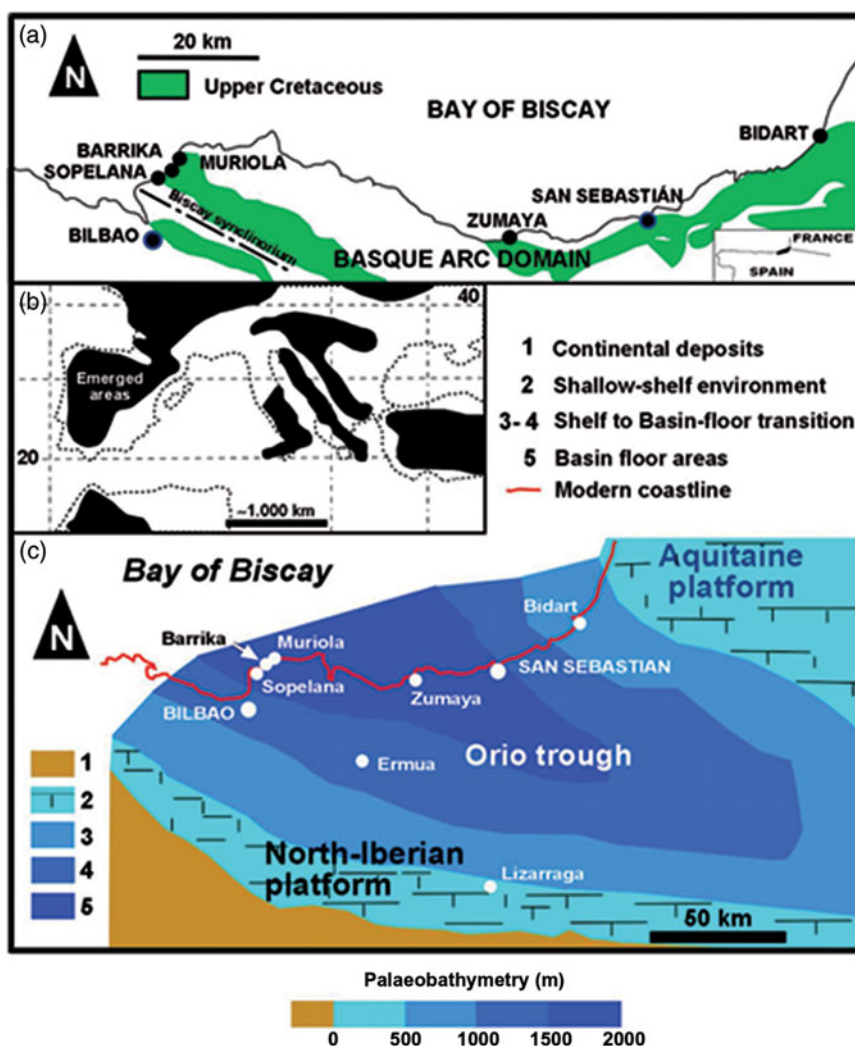 (a)
20 km
N
Upper Cretaceous
BAY OF BISCAY
BIDART
BARRIKA
MURIOLA
SOPELANA
SAN SEBASTIÁN
Biscay synclinorium
ZUMAYA
BILBAO
BASQUE ARC DOMAIN
FRANCE
SPAIN
(b)
40
Emerged
areas
20
~1.000 km
1 Continental deposits
2 Shallow-shelf environment
3-4 Shelf to Basin-floor transition
5 Basin floor areas
Modern coastline
(c)
Bay of Biscay
Aquitaine
platform
N
Bidart
Barrika
Muriola
SAN SEBASTIAN
Sopelana
Zumaya
BILBAO
Orio trough
Ermua
1
2
3
4
5
North-Iberian
platform
Lizarraga
50 km
Palaeobathymetry (m)
0 500 1000 1500 2000